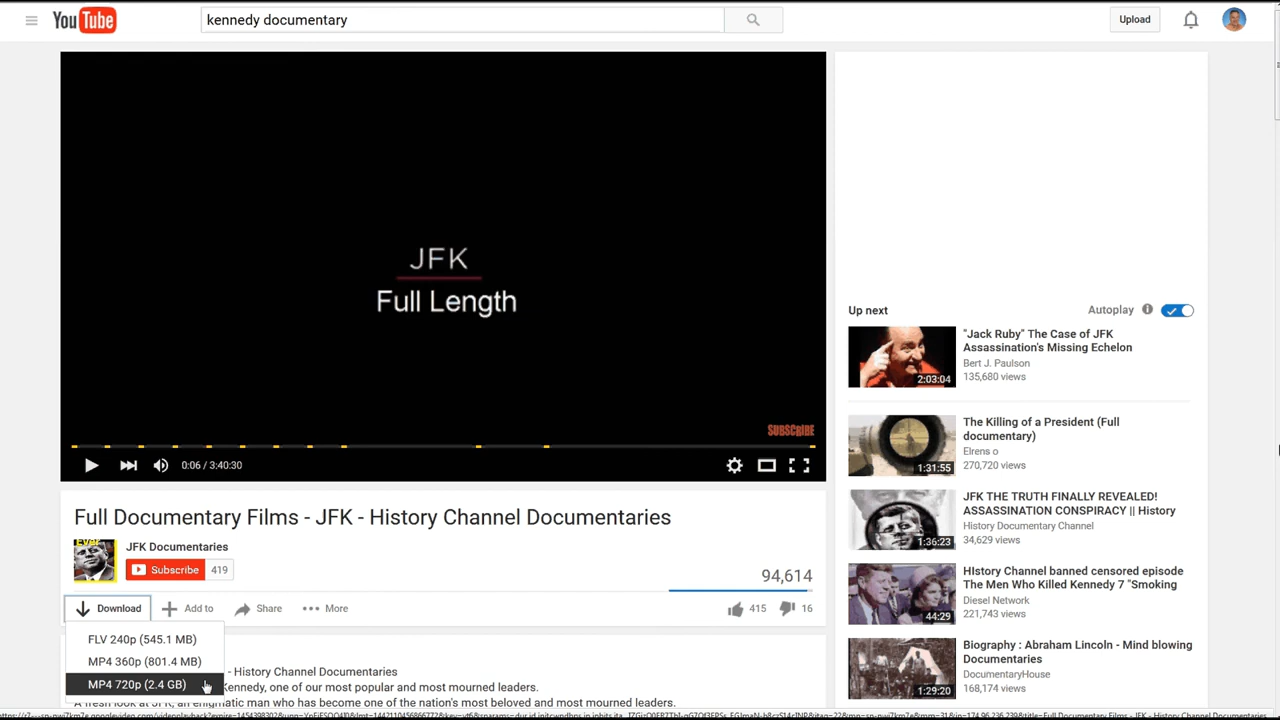 YouTube
kennedy documentary
Upload
JFK
Full Length
SUBSCRIBE
0:06 / 3:40:30
Full Documentary Films - JFK - History Channel Documentaries
JFK Documentaries
Subscribe 419
94,614
Download Add to Share More 415 16
FLV 240p (545.1 MB)
MP4 360p (801.4 MB)
MP4 720p (2.4 GB)
- History Channel Documentaries
Kennedy, one of our most popular and most mourned leaders.
A fresh look at JFK, an enigmatic man who has become one of the nation's most beloved and most mourned leaders.
Up next Autoplay
"Jack Ruby" The Case of JFK
Assassination's Missing Echelon
Bert J. Paulson
135,680 views
2:03:04
The Killing of a President (Full
documentary)
Elrens o
270,720 views
1:31:55
JFK THE TRUTH FINALLY REVEALED!
ASSASSINATION CONSPIRACY || History
History Documentary Channel
34,629 views
1:36:23
HIstory Channel banned censored episode
The Men Who Killed Kennedy 7 "Smoking
Diesel Network
221,743 views
44:29
Biography : Abraham Lincoln - Mind blowing
Documentaries
DocumentaryHouse
168,174 views
1:29:20